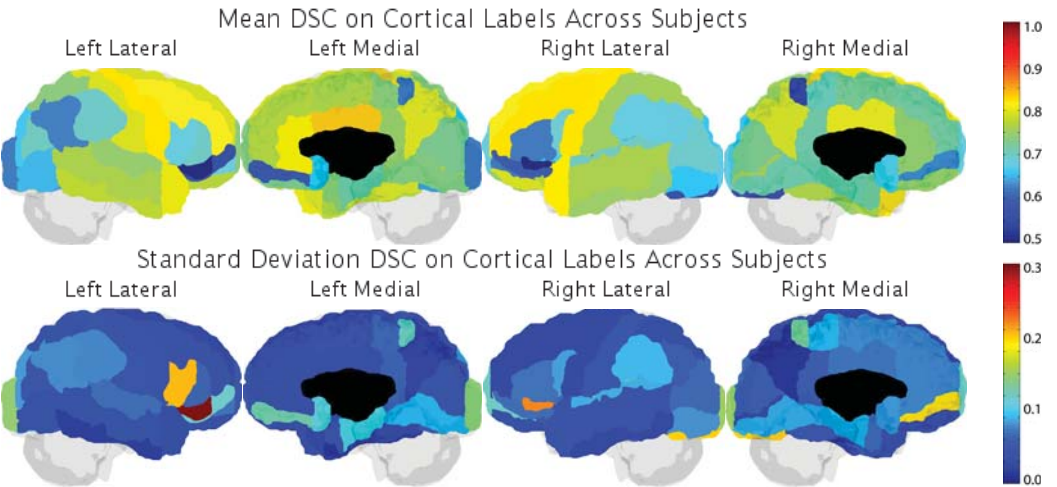 Mean DSC on Cortical Labels Across Subjects
Left Lateral Left Medial Right Lateral Right Medial
1.0
0.9
0.8
0.7
0.6
0.5
Standard Deviation DSC on Cortical Labels Across Subjects
Left Lateral Left Medial Right Lateral Right Medial
0.3
0.2
0.1
0.0